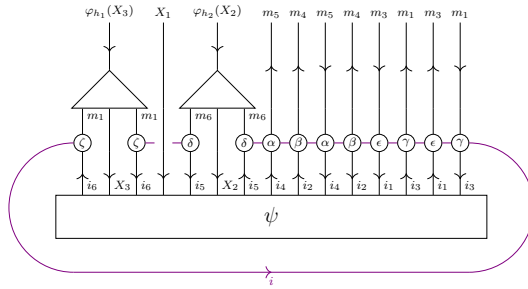 φ_{h_1}(X_3) X_1 φ_{h_2}(X_2) m_5 m_4 m_5 m_4 m_3 m_1 m_3 m_1
m_1 m_1 m_6 m_6
ζ ζ δ δ α β α β ϵ γ ϵ γ
i_6 X_3 i_6 i_5 X_2 i_5 i_4 i_2 i_4 i_2 i_1 i_3 i_1 i_3
ψ
i